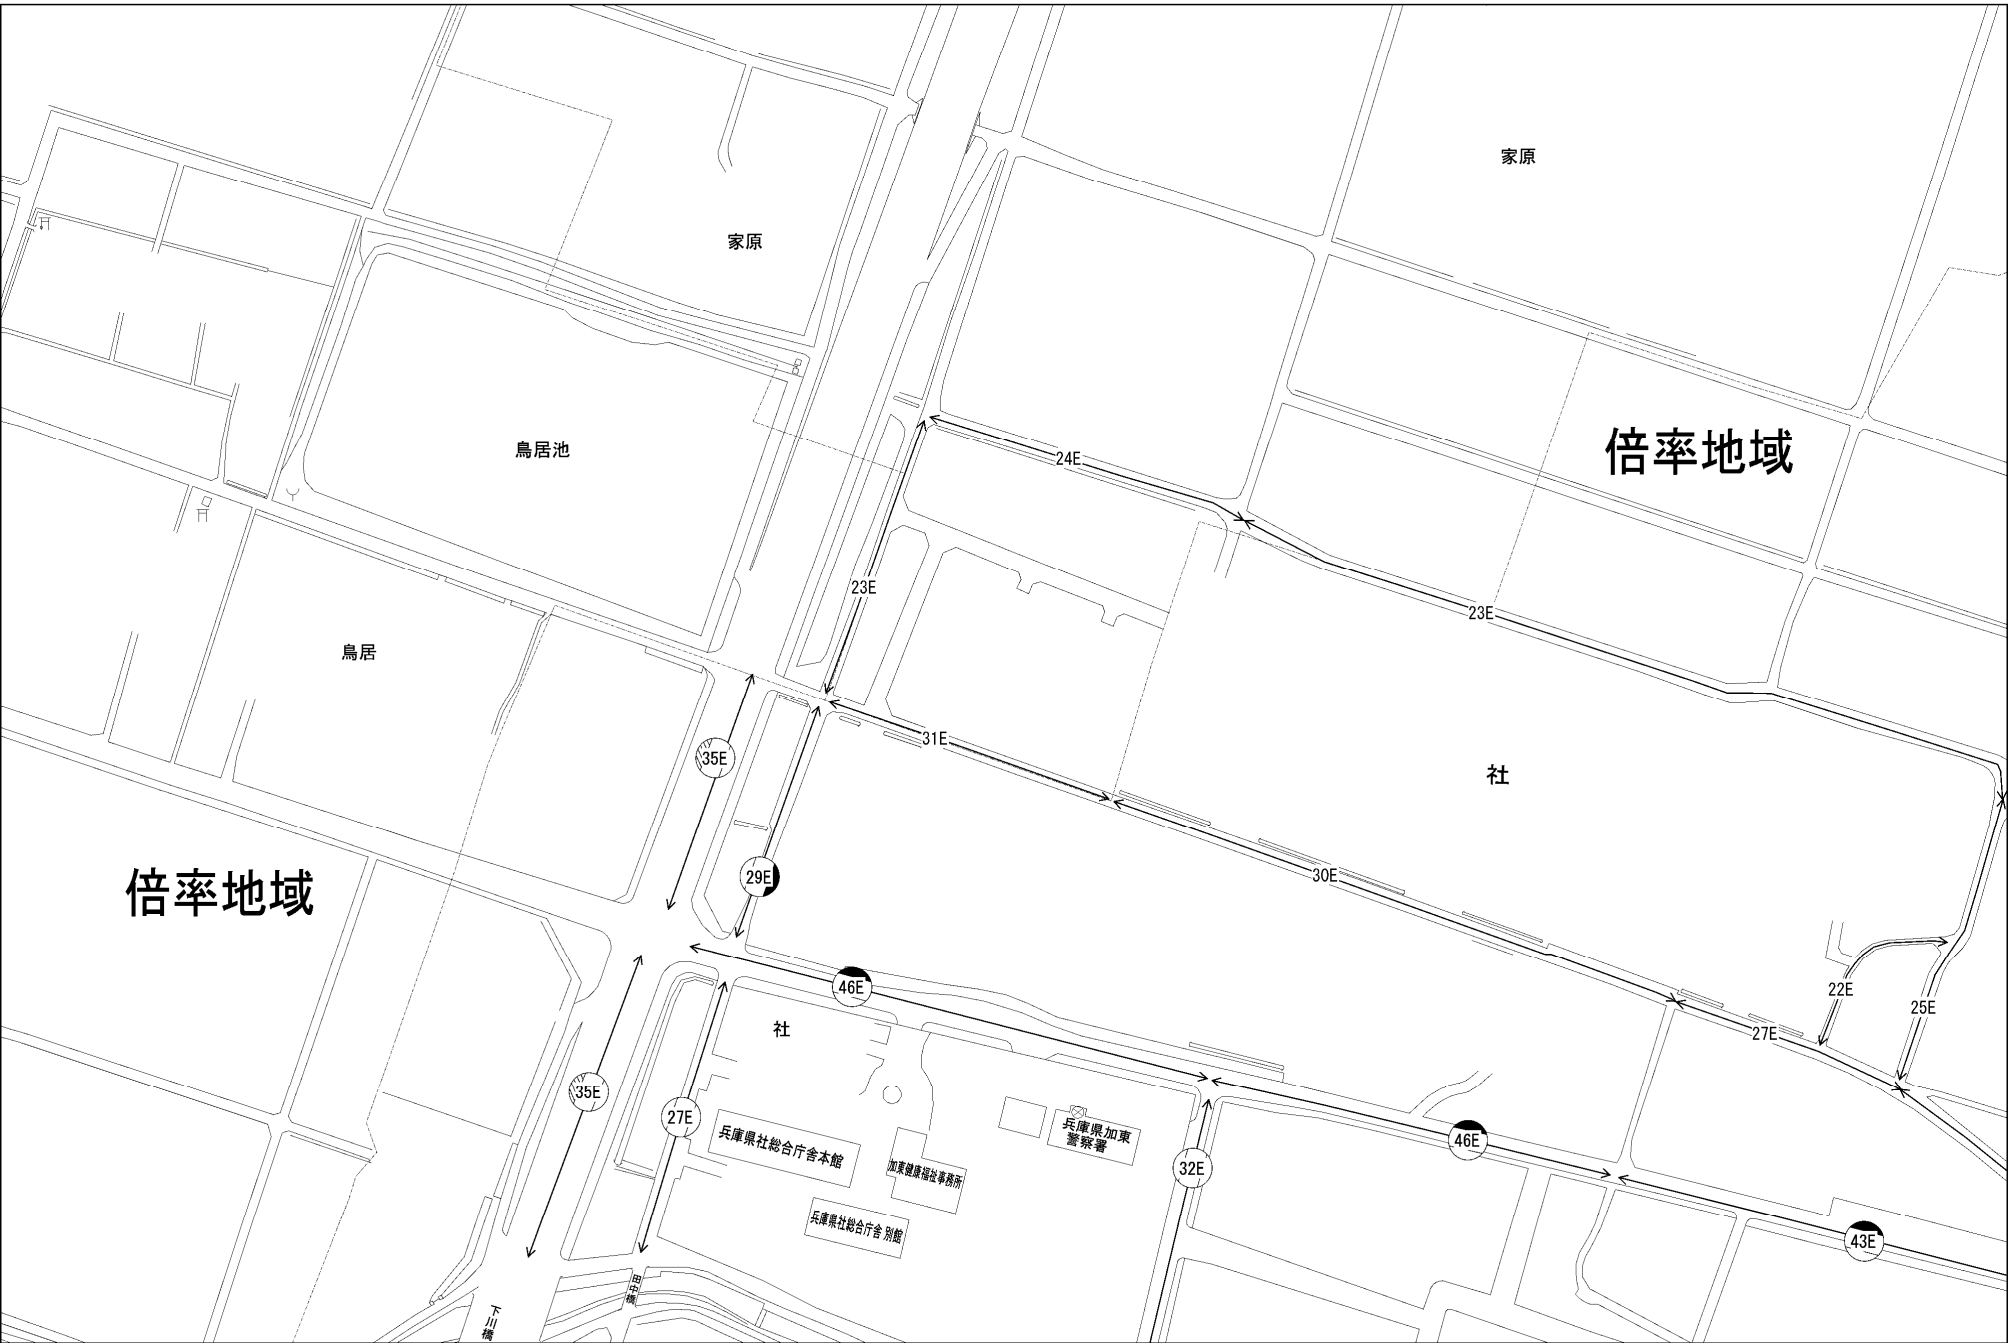 家原
家原
倍率地域
鳥居池
24E
23E
23E
鳥居
31E
35E
社
30E
29E
倍率地域
46E
22E
25E
27E
社
35E
27E
兵庫県社総合庁舎本館
加東健康福祉事務所
兵庫県加東
警察署
46E
32E
兵庫県社総合庁舎 別館
43E
田中橋
下川橋